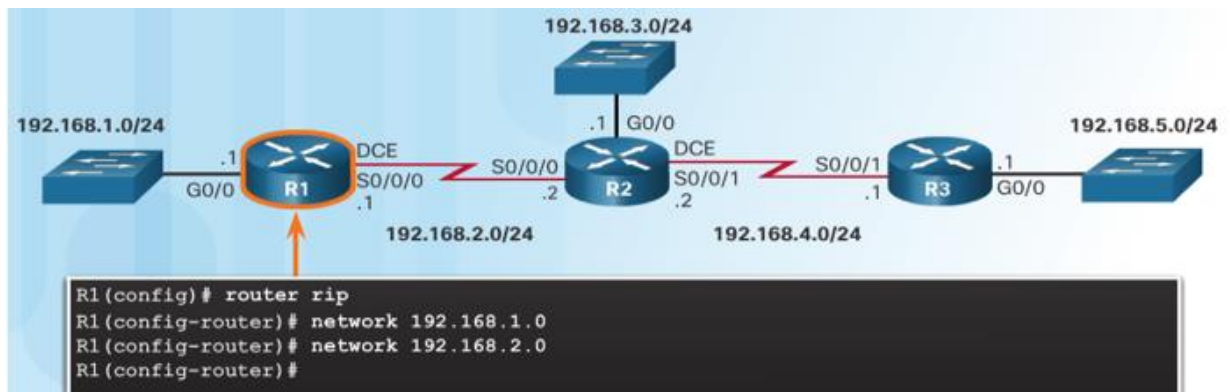 192.168.3.0/24
.1 G0/0
192.168.1.0/24
192.168.5.0/24
.1
G0/0
R1
DCE
S0/0/0
.1
S0/0/0
.2
R2
DCE
S0/0/1
.2
S0/0/1
.1
R3
.1
G0/0
192.168.2.0/24
192.168.4.0/24
R1(config)# router rip
R1(config-router)# network 192.168.1.0
R1(config-router)# network 192.168.2.0
R1(config-router)#